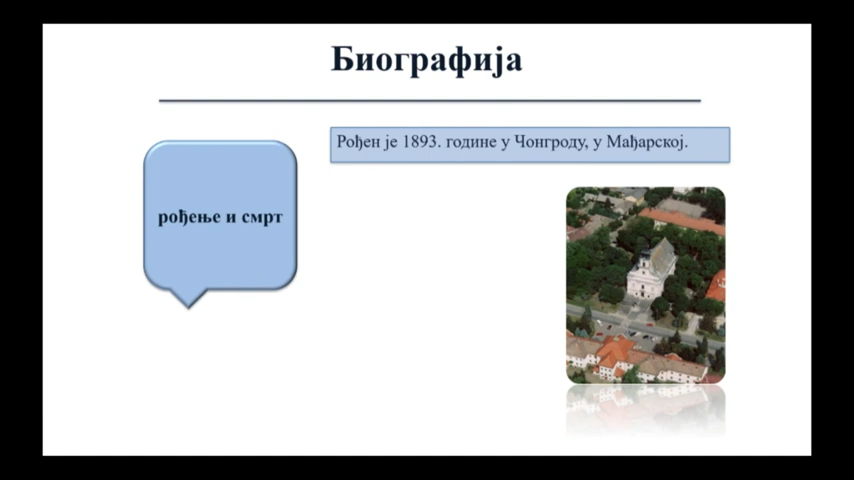 Биографија
Рођен је 1893. године у Чонгроду, у Мађарској.
рођење и смрт